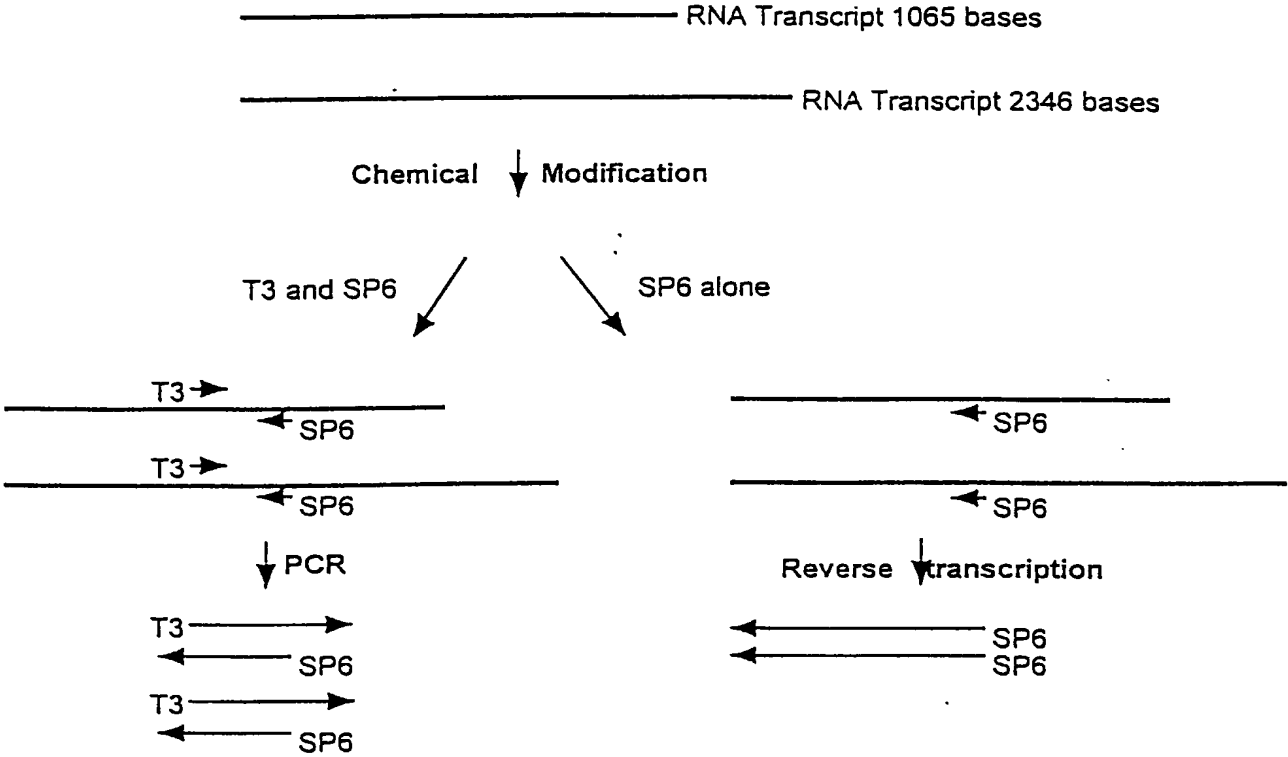 RNA Transcript 1065 bases
RNA Transcript 2346 bases
Chemical Modification
T3 and SP6
SP6 alone
T3
SP6
SP6
T3
SP6
SP6
PCR
Reverse transcription
T3
SP6
SP6
SP6
T3
SP6